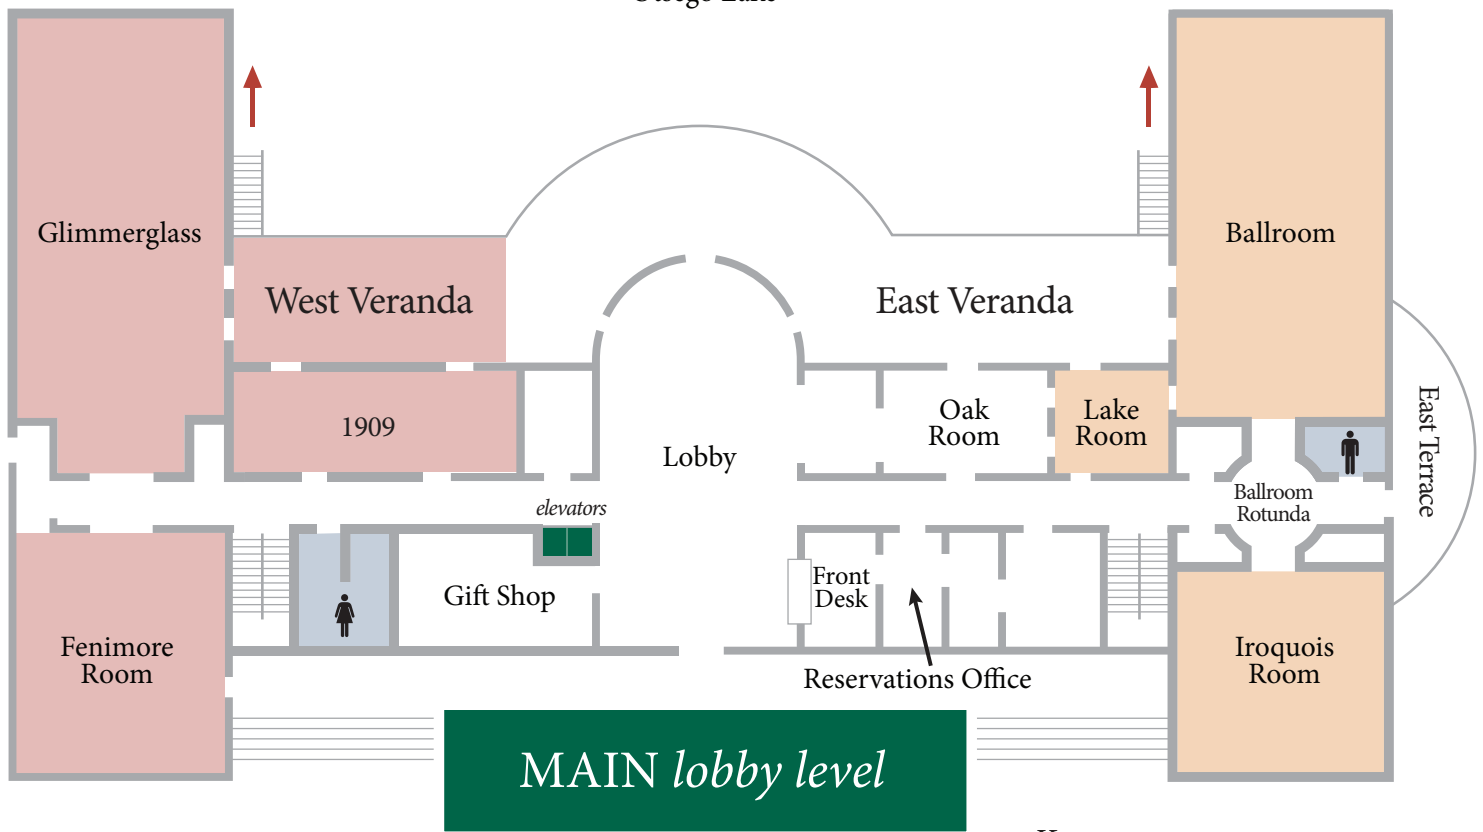 Glimmerglass
Ballroom
West Veranda
East Veranda
1909
Oak
Room
Lake
Room
Lobby
East Terrace
elevators
Ballroom
Rotunda
Gift Shop
Front
Desk
Fenimore
Room
Iroquois
Room
Reservations Office
MAIN lobby level